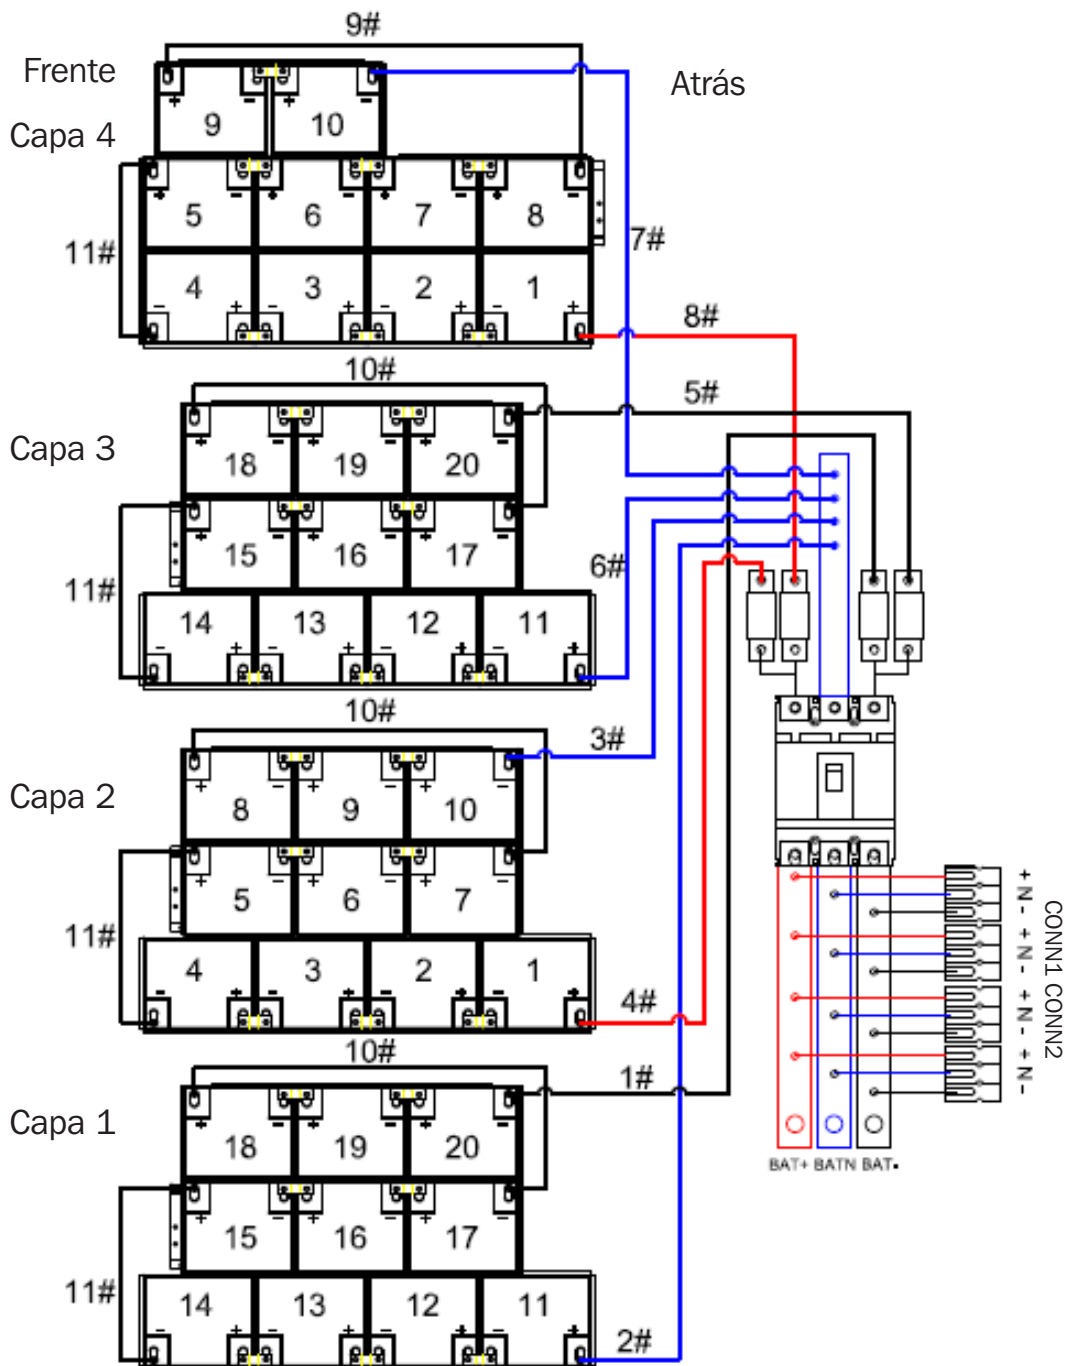 9#
Frente
Atrás
+ - + -
9 10
Capa 4
+ - + - + - + -
5 6 7 8
11#
7#
4 3 2 1
- + - + - + - +
8#
10#
5#
+ - + - + -
Capa 3
18 19 20
+ - + - + -
15 16 17
6#
11#
14 13 12 11
- + - + - + - +
10#
3#
+ - + - + -
Capa 2
8 9 10
+ - + - + -
5 6 7
11#
4 3 2 1
- + - + - + - +
4#
10#
1#
+ - + - + -
Capa 1
18 19 20
+ - + - + -
15 16 17
11#
14 13 12 11
- + - + - + - +
2#
+ N - + N - + N - + N -
CONN1 CONN2
BAT+ BATN BAT-